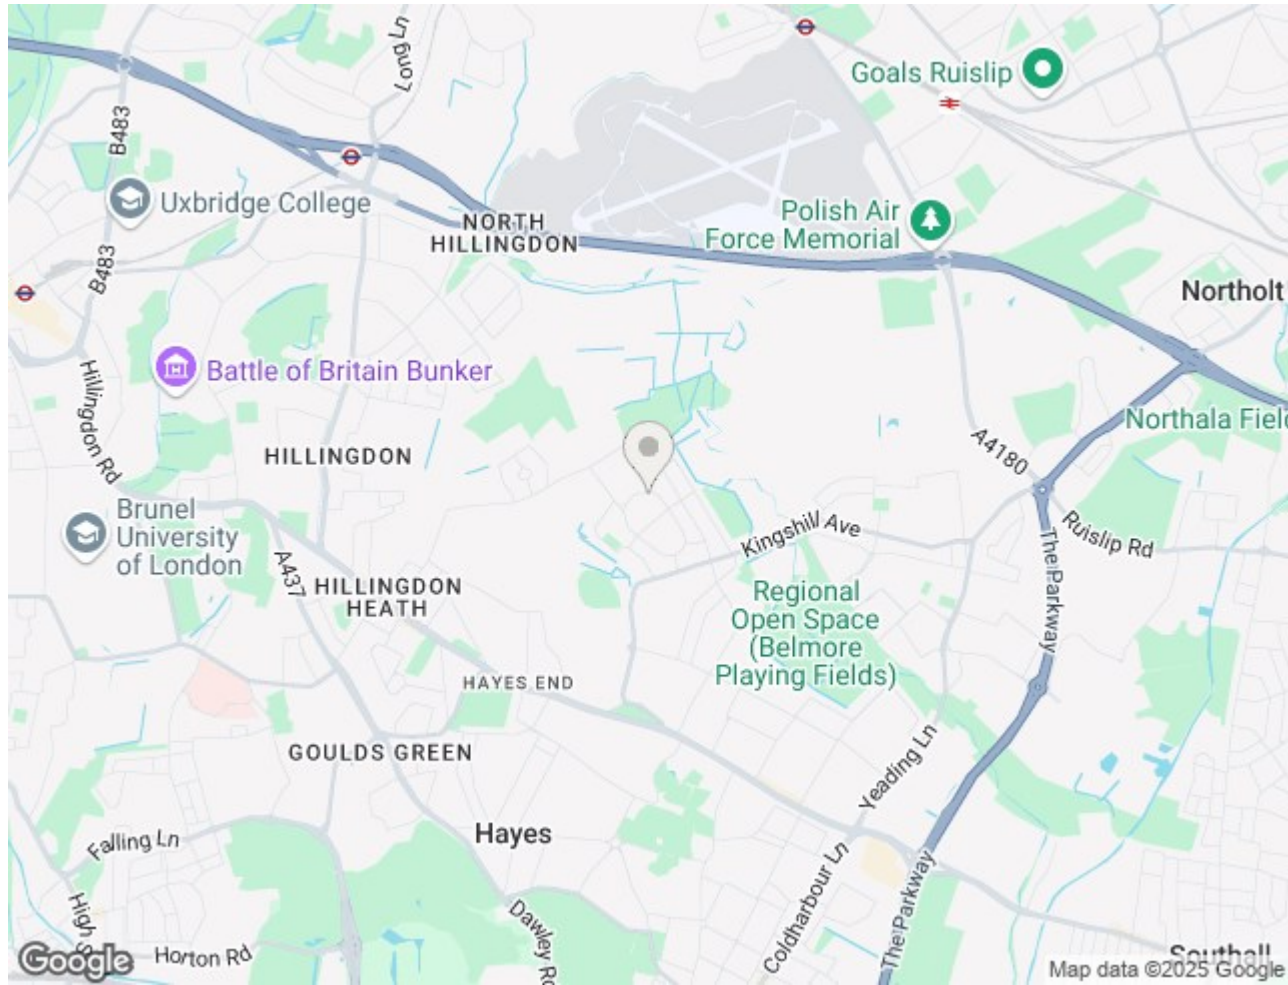 Long Ln
Goals Ruislip
B483
Uxbridge College
Polish Air
Force Memorial
NORTH
HILLINGDON
B483
Northolt
Battle of Britain Bunker
Hillingdon Rd
Northala Fiel
HILLINGDON
A4180
Brunel
University
of London
Kingshill Ave
Ruislip Rd
A437
The Parkway
HILLINGDON
HEATH
Regional
Open Space
(Belmore
Playing Fields)
HAYES END
GOULDS GREEN
Yeading Ln
Hayes
Falling Ln
Coldharbour Ln
The Parkway
High S
Dawley Rd
Horton Rd
Southall
Google
Map data ©2025 Google